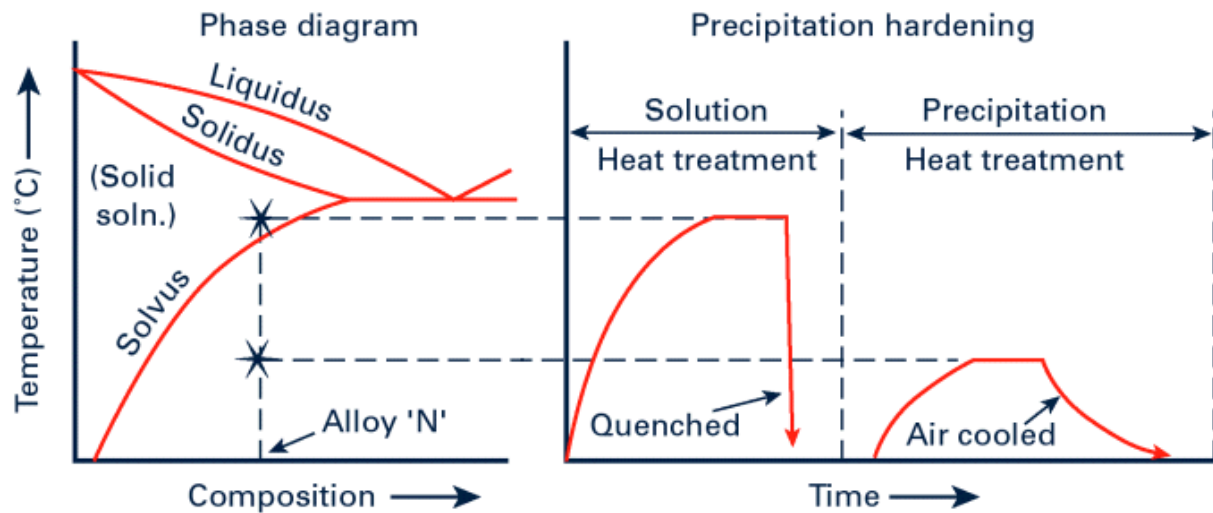 Phase diagram
Temperature (°C)
Liquidus
Solidus
(Solid
soln.)
Solvus
Alloy 'N'
Composition
Precipitation hardening
Solution
Heat treatment
Precipitation
Heat treatment
Quenched
Air cooled
Time